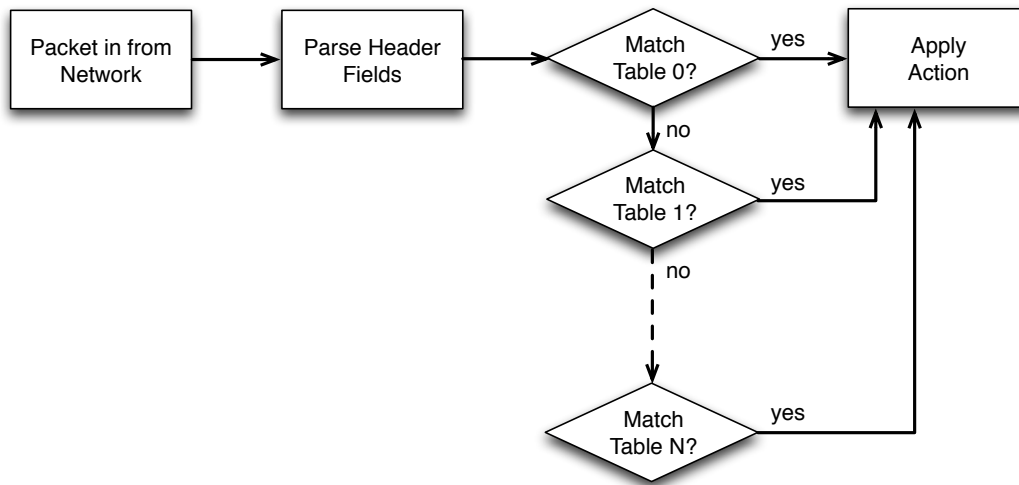 Packet in from
Network
Parse Header
Fields
Match
Table 0?
yes
Apply
Action
no
Match
Table 1?
yes
no
Match
Table N?
yes